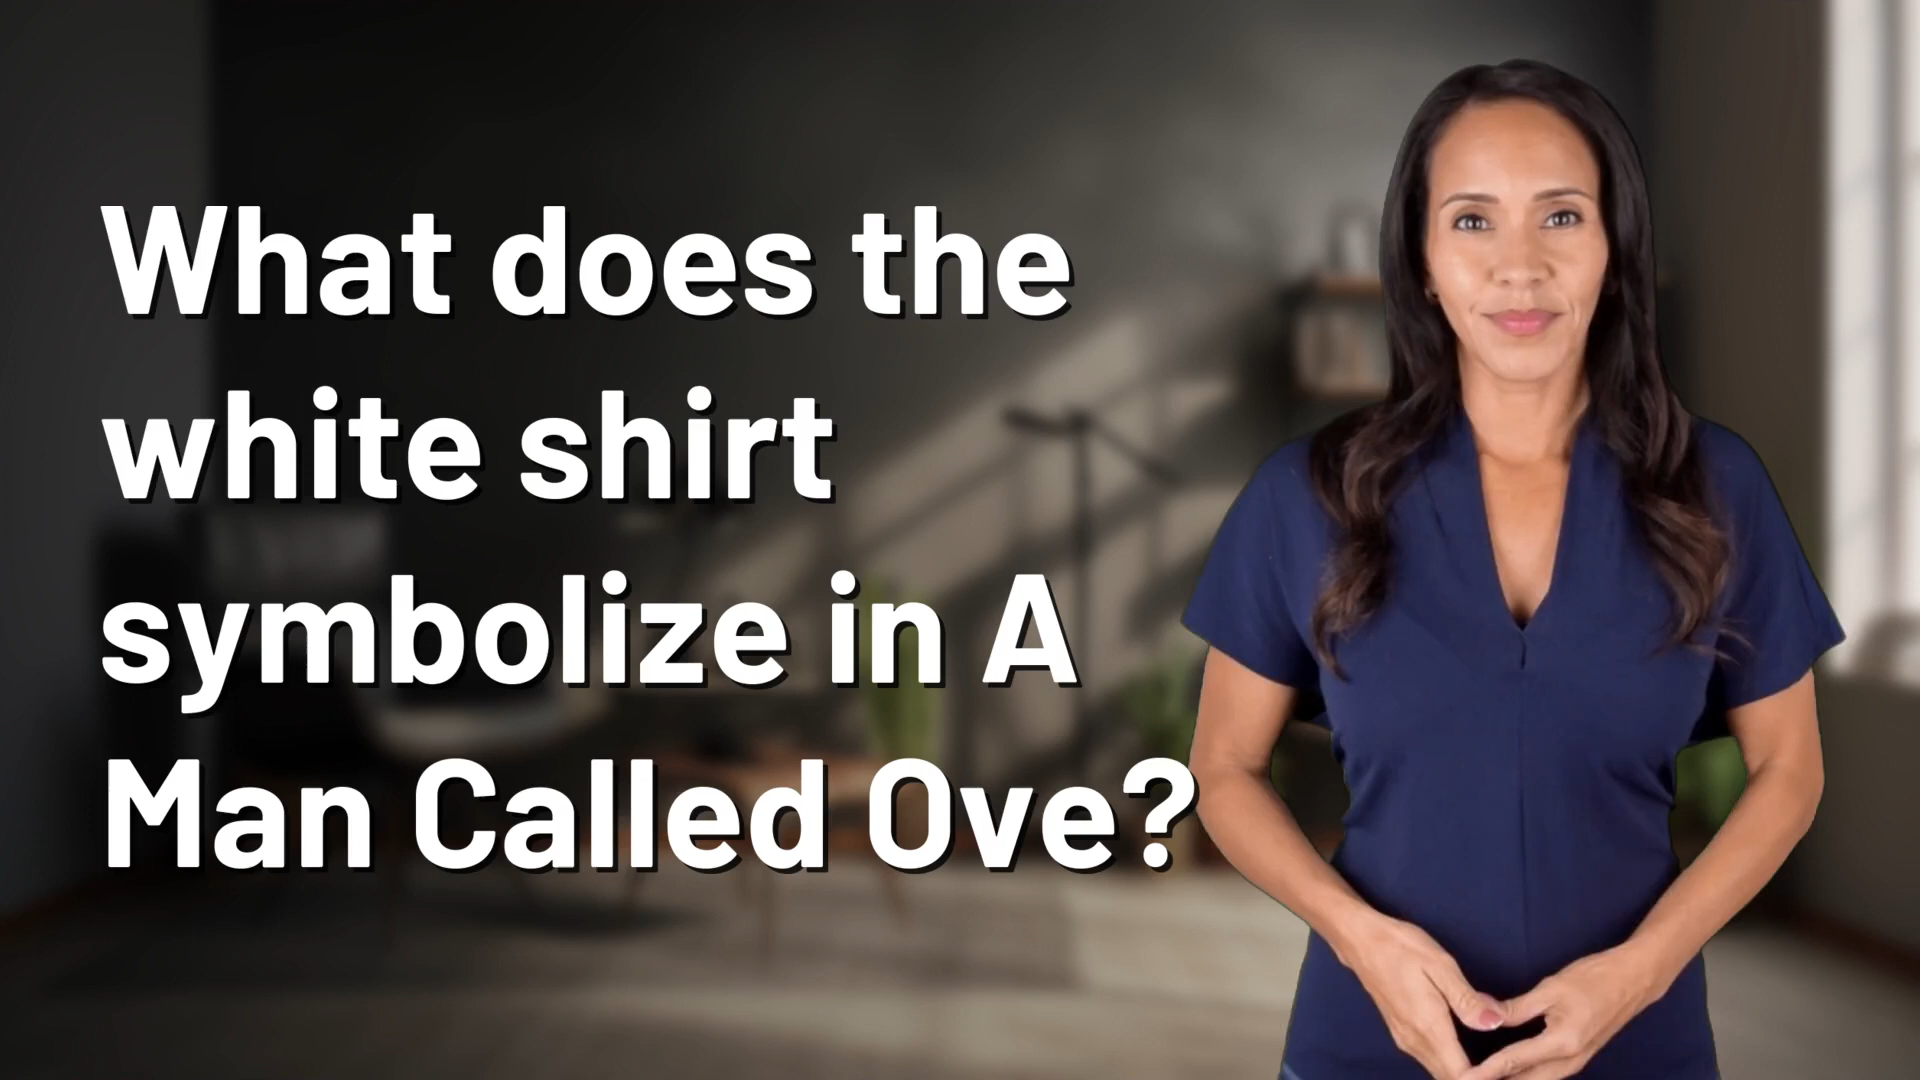 What does the
white shirt
symbolize in A
Man Called Ove?